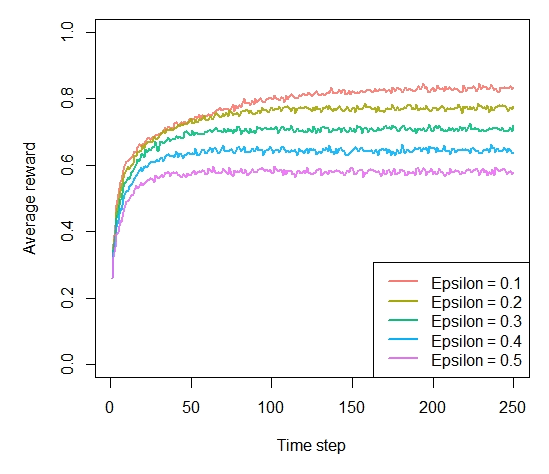 Average reward
1.0
0.8
0.6
0.4
0.2
0.0
Epsilon = 0.1
Epsilon = 0.2
Epsilon = 0.3
Epsilon = 0.4
Epsilon = 0.5
0 50 100 150 200 250
Time step